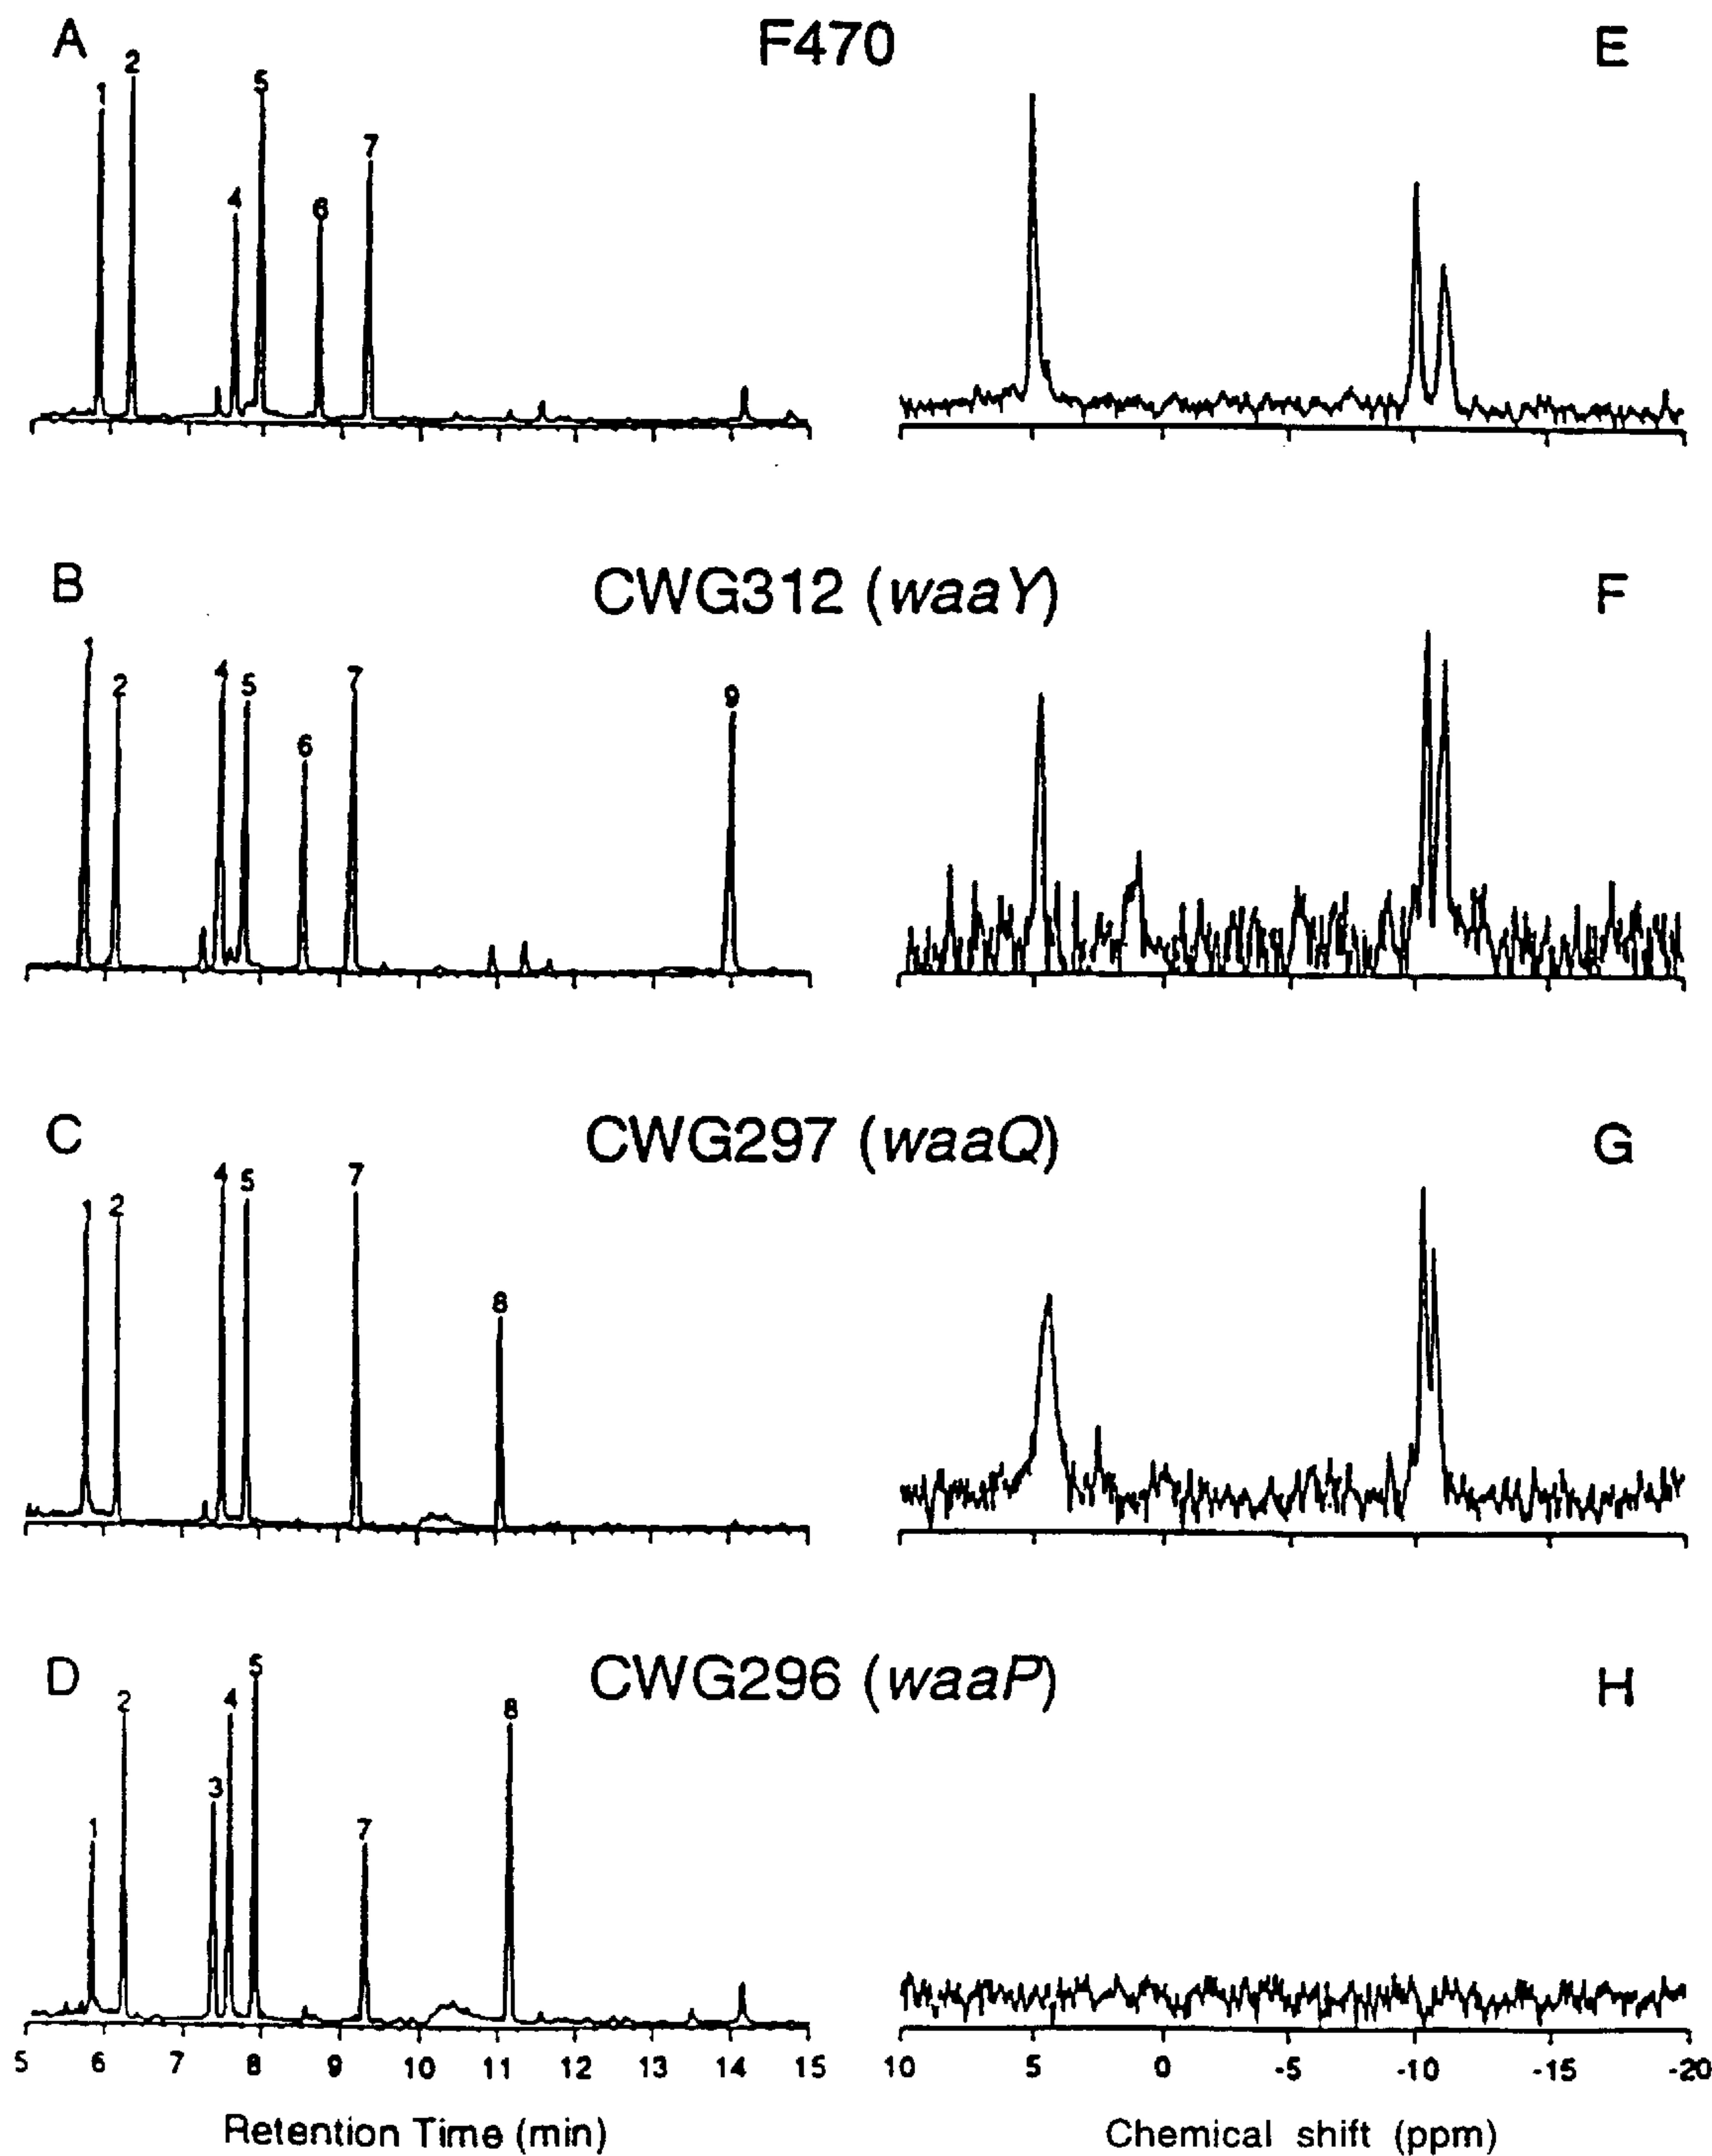 A F470 E
1 2 4 5 6 7
B CWG312 (waaY) F
1 2 4 5 6 7 9
C CWG297 (waaQ) G
1 2 4 5 7 8
D CWG296 (waaP) H
1 2 3 4 5 7 8
5 6 7 8 9 10 11 12 13 14 15 10 5 0 -5 -10 -15 -20
Retention Time (min) Chemical shift (ppm)